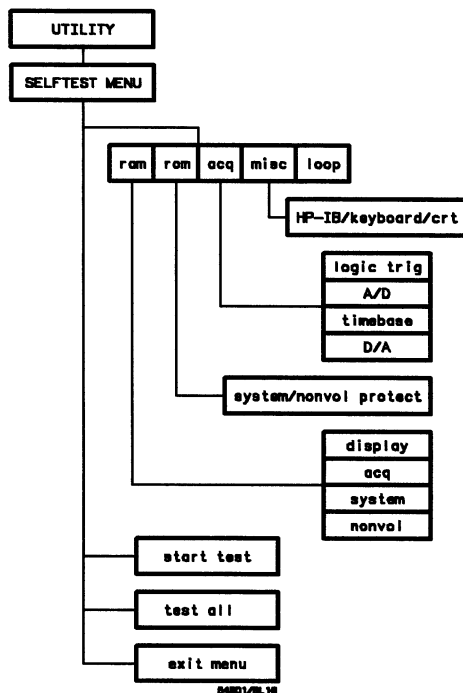 UTILITY
SELFTEST MENU
ram rom acq misc loop
HP-IB/keyboard/crt
logic trig
A/D
timebase
D/A
system/nonvol protect
display
acq
system
nonvol
start test
test all
exit menu